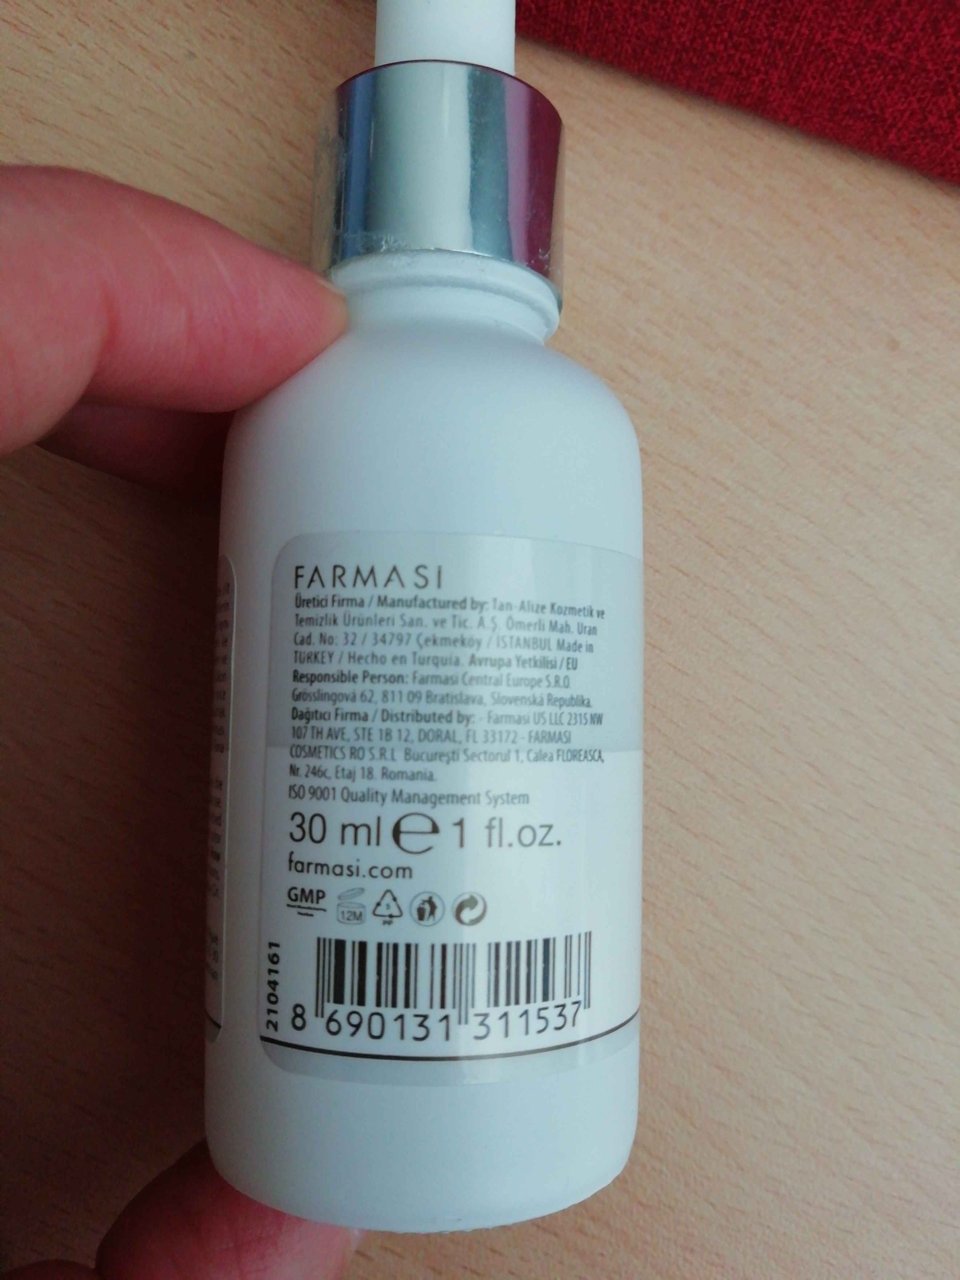 FARMASI
Üretici Firma / Manufactured by: Tan-Alize Kozmetik ve
Temizlik Ürünleri San. ve Tic. A.Ş. Ömerli Mah. Uran
Cad. No: 32 / 34797 Çekmeköy / ISTANBUL Made in
TURKEY / Hecho en Turquia. Avrupa Yetkilisi / EU
Responsible Person: Farmasi Central Europe S.R.O.
Grösslingová 62, 811 09 Bratislava, Slovenská Republika.
Dağıtıcı Firma / Distributed by: - Farmasi US LLC 2315 NW
107 TH AVE, STE 1B 12, DORAL, FL 33172 - FARMASI
COSMETICS RO S.R.L Bucureşti Sectorul 1, Calea FLOREASCA,
Nr. 246c, Etaj 18. Romania.
ISO 9001 Quality Management System
30 ml e 1 fl.oz.
farmasi.com
GMP 12M 5 PP
2104161
8 690131 311537